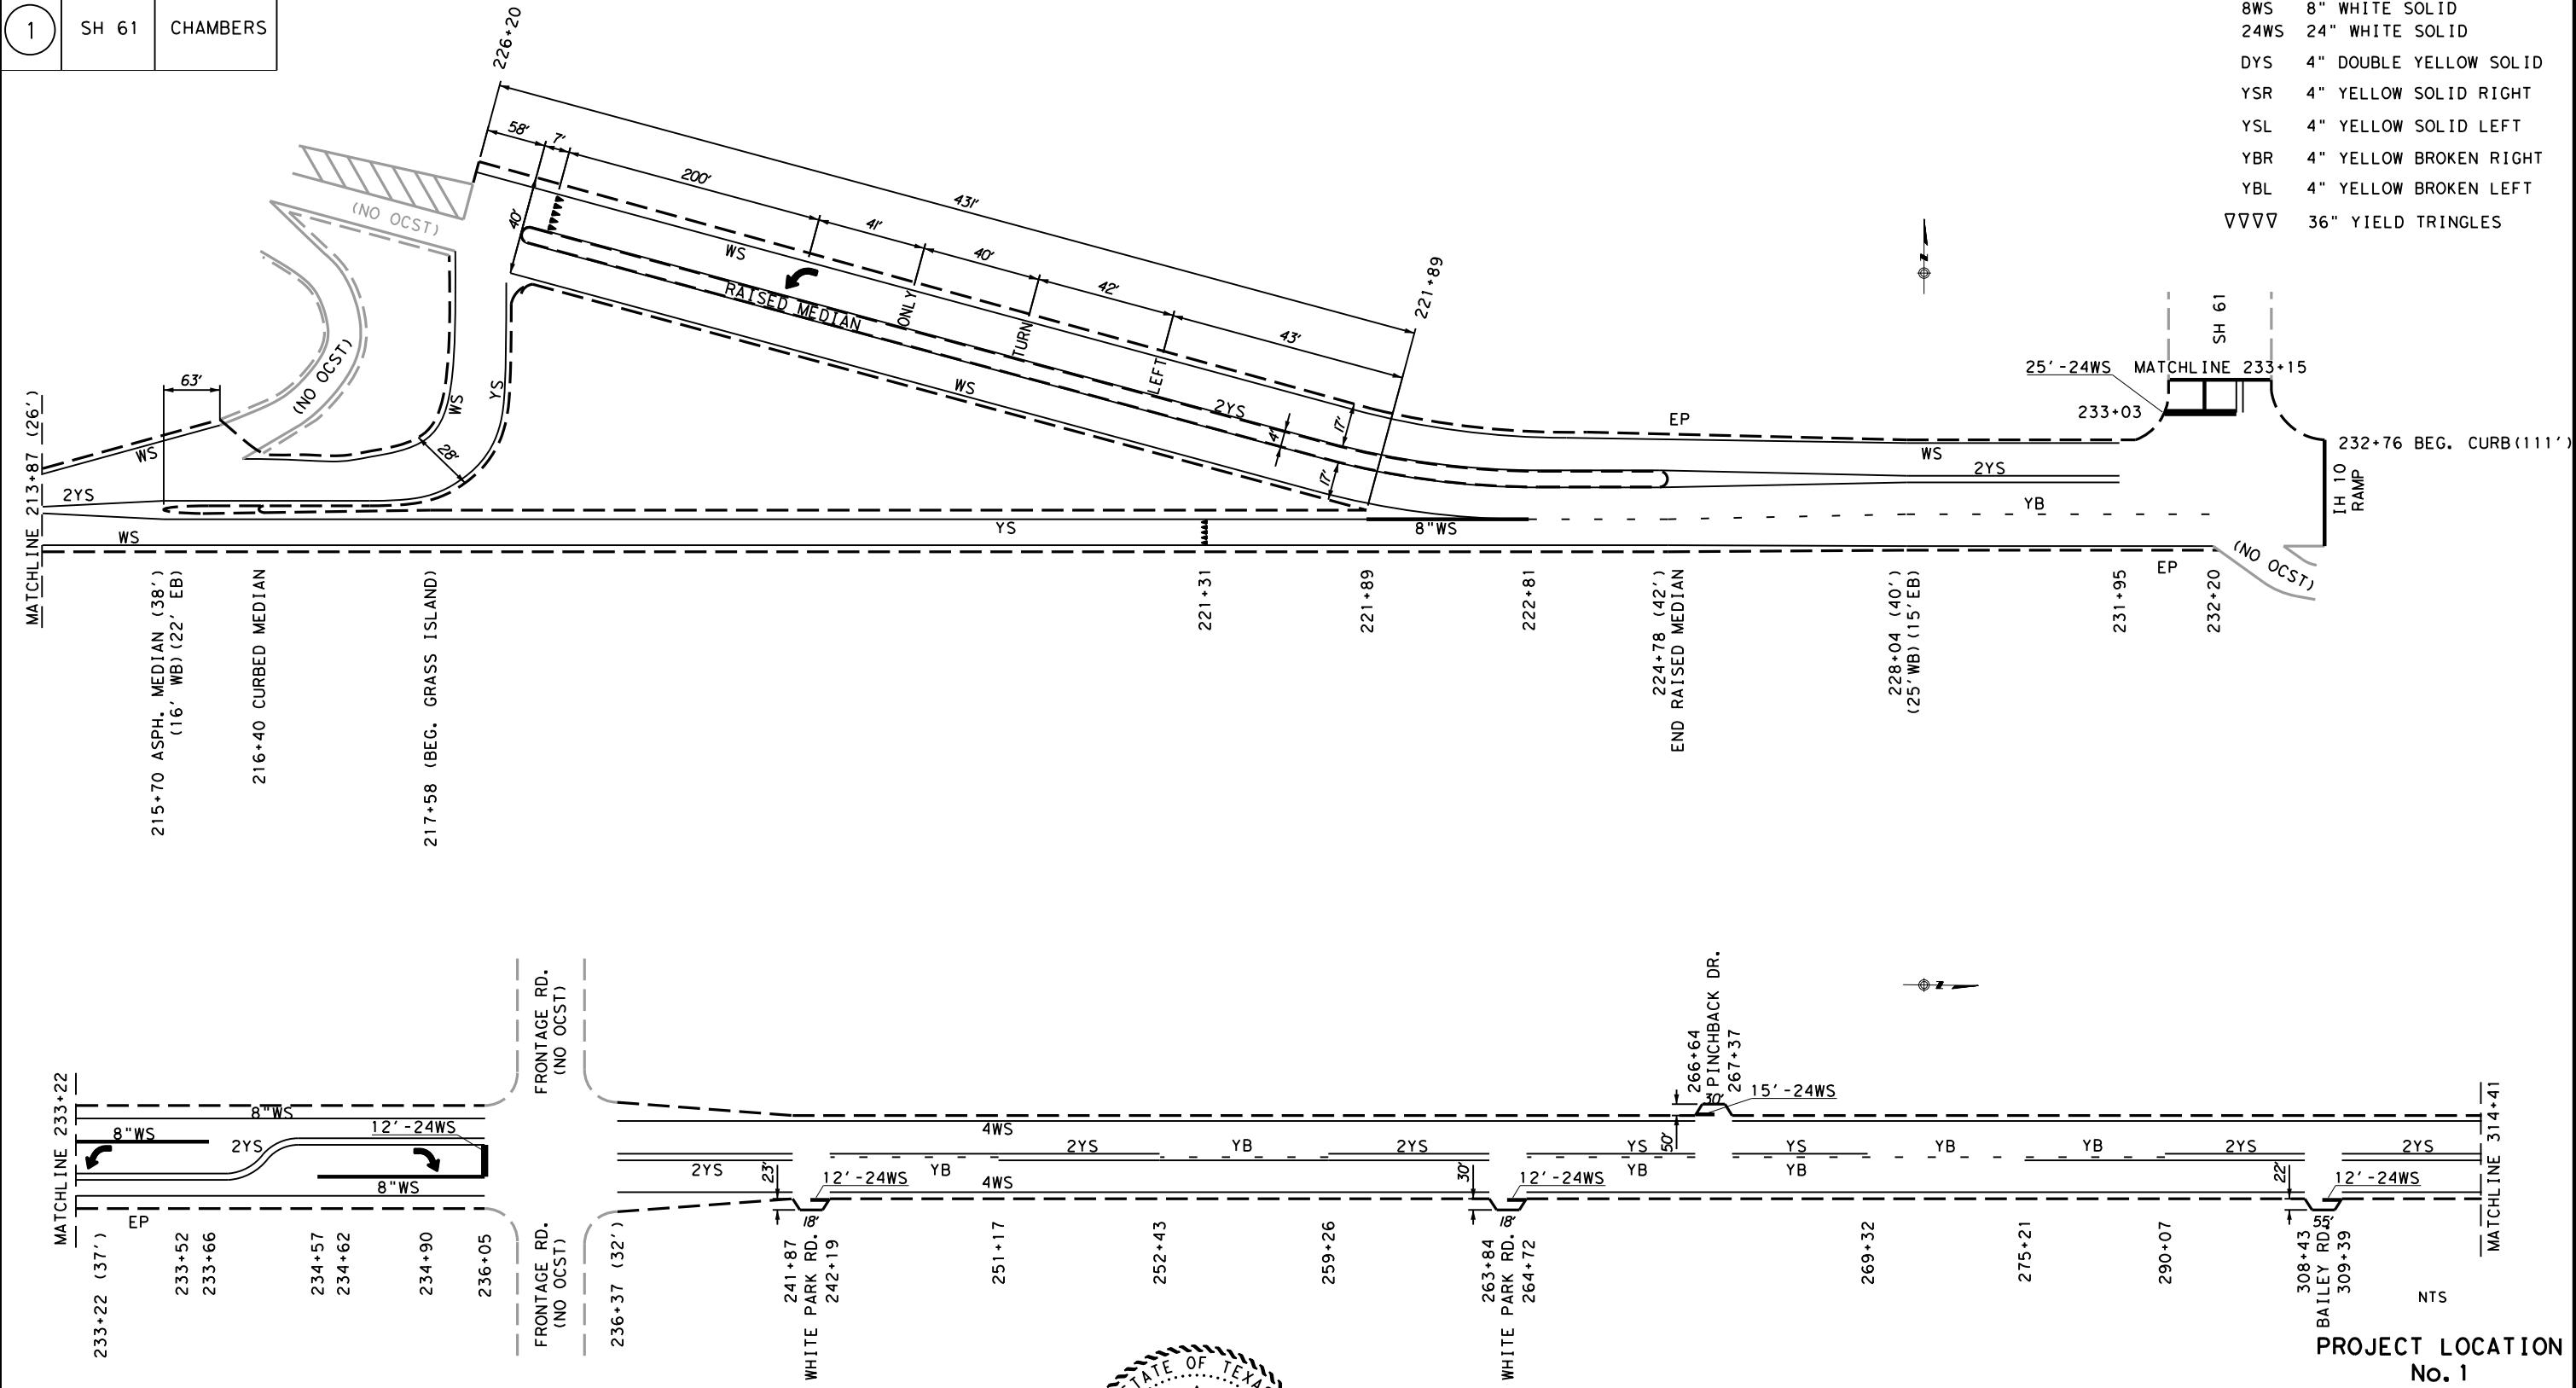 1
SH 61
CHAMBERS
8WS 8" WHITE SOLID
24WS 24" WHITE SOLID
DYS 4" DOUBLE YELLOW SOLID
YSR 4" YELLOW SOLID RIGHT
YSL 4" YELLOW SOLID LEFT
YBR 4" YELLOW BROKEN RIGHT
YBL 4" YELLOW BROKEN LEFT
36" YIELD TRINGLES
226+20
58'
7'
200'
431'
40'
41'
40'
42'
43'
221+89
(NO OCST)
(NO OCST)
WS
RAISED MEDIAN
ONLY
TURN
LEFT
WS
2YS
4'
17'
17'
N
63'
WS
YS
28'
MATCHLINE 213+87 (26')
WS
2YS
WS
YS
8"WS
EP
WS
2YS
YB
EP
SH 61
25'-24WS
MATCHLINE 233+15
233+03
232+76 BEG. CURB(111')
IH 10
RAMP
(NO OCST)
215+70 ASPH. MEDIAN (38')
(16' WB)(22' EB)
216+40 CURBED MEDIAN
217+58 (BEG. GRASS ISLAND)
221+31
221+89
222+81
224+78 (42')
END RAISED MEDIAN
228+04 (40')
(25'WB)(15'EB)
231+95
232+20
N
MATCHLINE 233+22
8"WS
8"WS
2YS
12'-24WS
8"WS
EP
FRONTAGE RD.
(NO OCST)
FRONTAGE RD.
(NO OCST)
4WS
2YS
YB
2YS
YB
2YS
4WS
23'
12'-24WS
18'
30'
12'-24WS
18'
266+64
PINCHBACK DR.
267+37
30'
15'-24WS
50'
YS
YB
YS
YB
YB
YB
2YS
2YS
22'
12'-24WS
55'
MATCHLINE 314+41
233+22 (37')
233+52
233+66
234+57
234+62
234+90
236+05
236+37 (32')
241+87
WHITE PARK RD.
242+19
251+17
252+43
259+26
263+84
WHITE PARK RD.
264+72
269+32
275+21
290+07
308+43
BAILEY RD.
309+39
NTS
PROJECT LOCATION
No. 1
STATE OF TEXAS